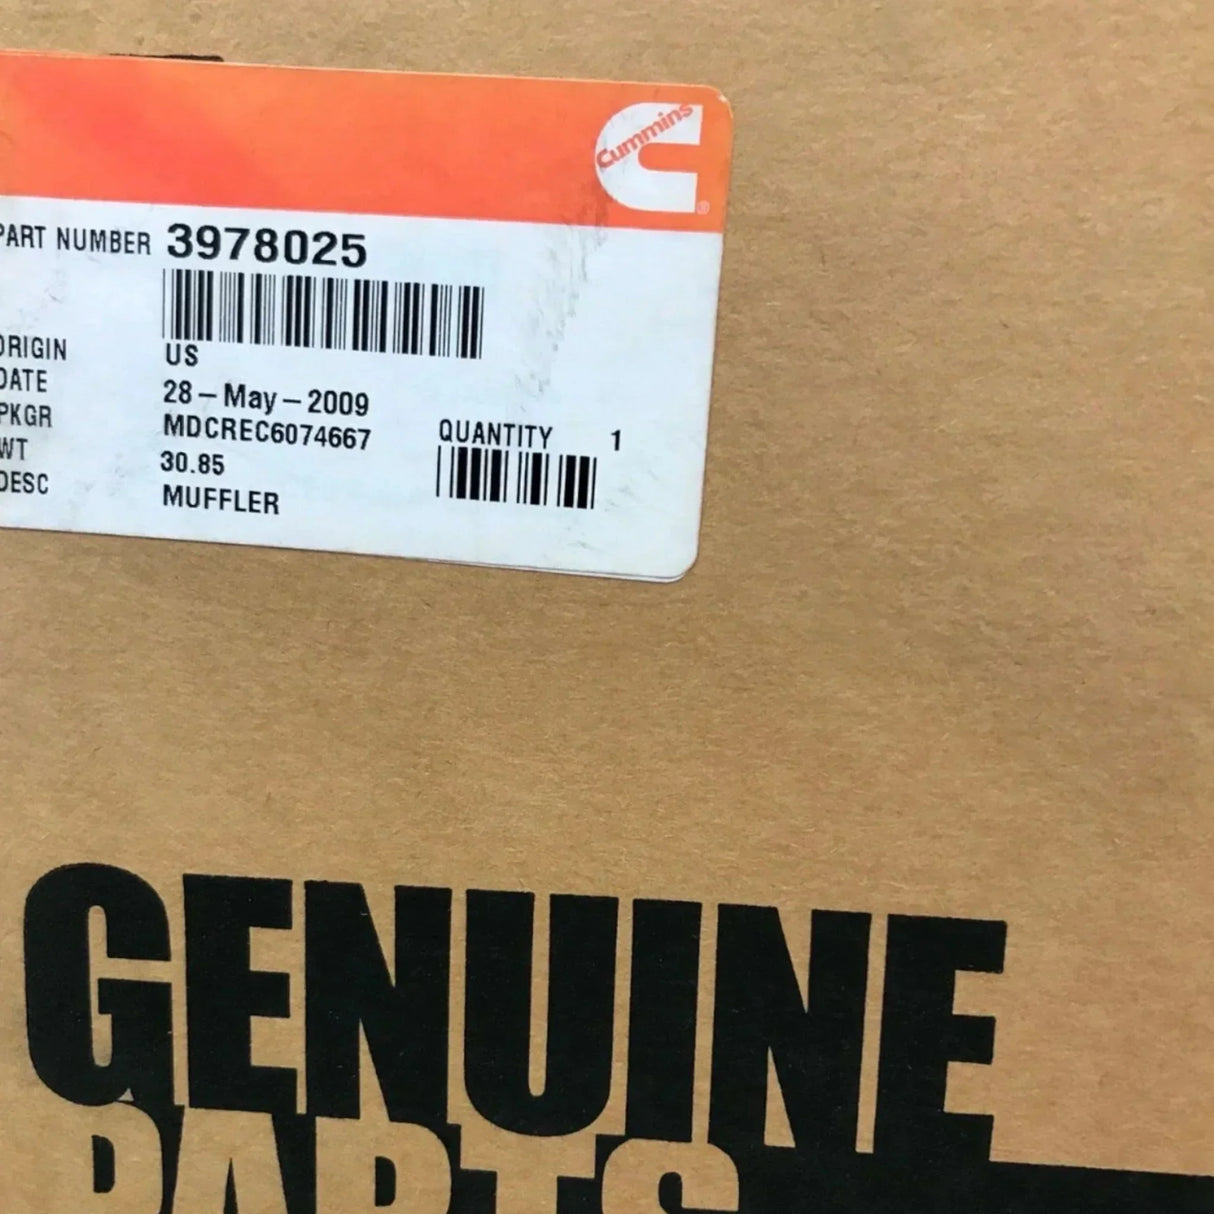 Cummins
®
PART NUMBER 3978025
ORIGIN US
DATE 28-May-2009
PKGR MDCREC6074667
WT 30.85
DESC MUFFLER
QUANTITY 1
GENUINE
PARTS